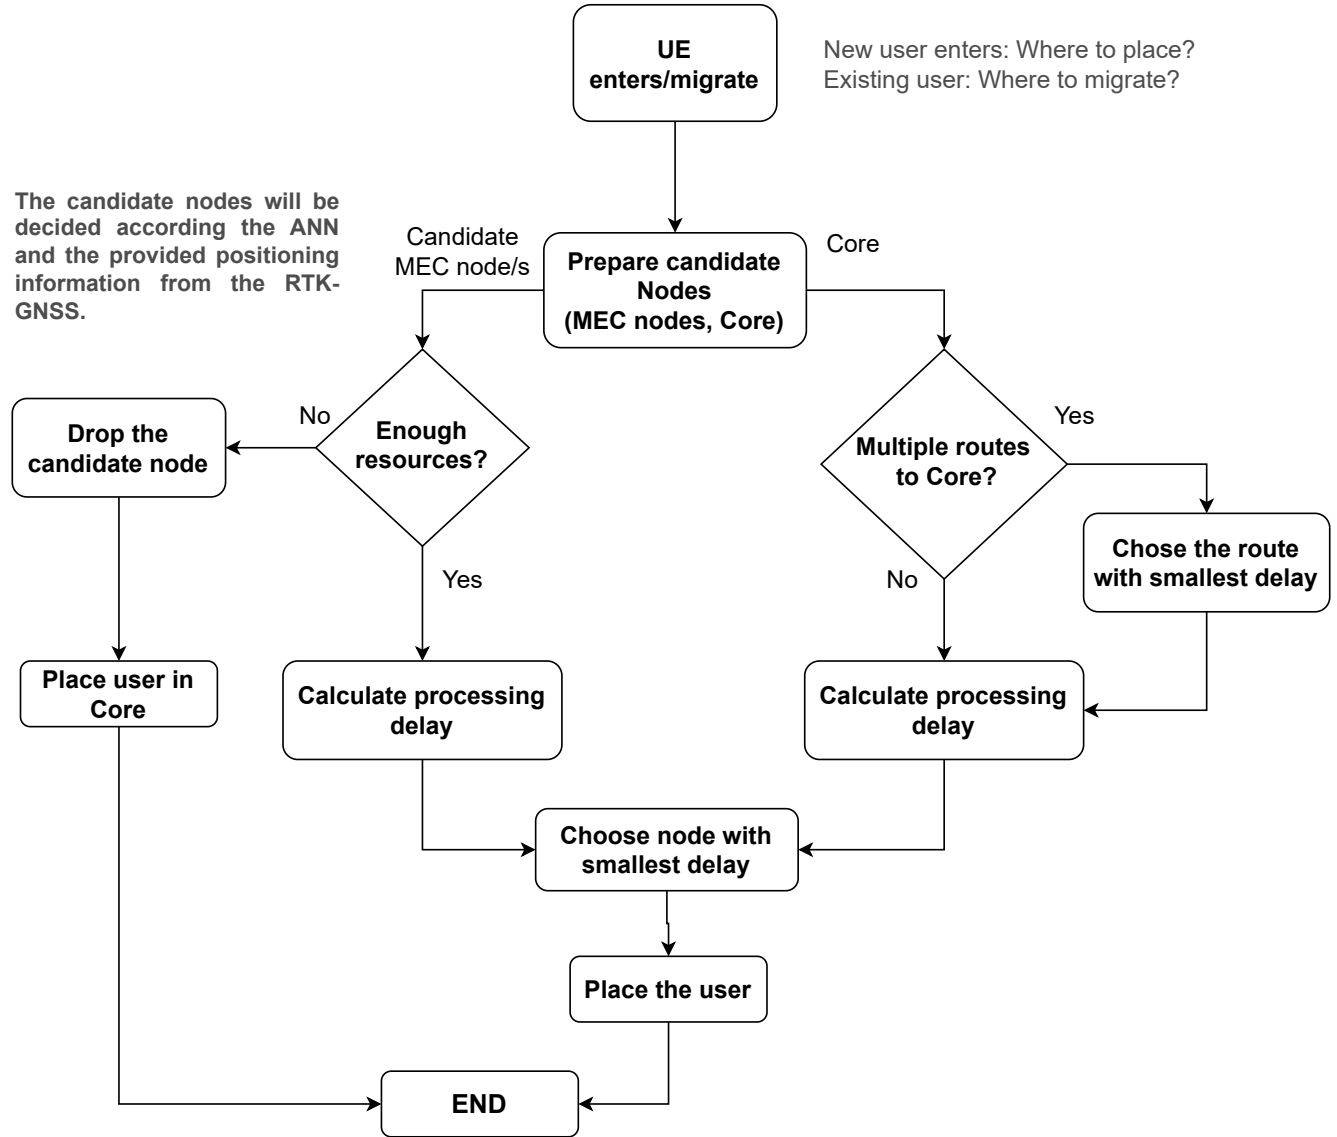 UE
enters/migrate
New user enters: Where to place?
Existing user: Where to migrate?
The candidate nodes will be
decided according the ANN
and the provided positioning
information from the RTK-
GNSS.
Candidate
MEC node/s
Prepare candidate
Nodes
(MEC nodes, Core)
Core
No
Enough
resources?
Drop the
candidate node
Yes
Multiple routes
to Core?
Yes
No
Chose the route
with smallest delay
Place user in
Core
Calculate processing
delay
Calculate processing
delay
Choose node with
smallest delay
Place the user
END